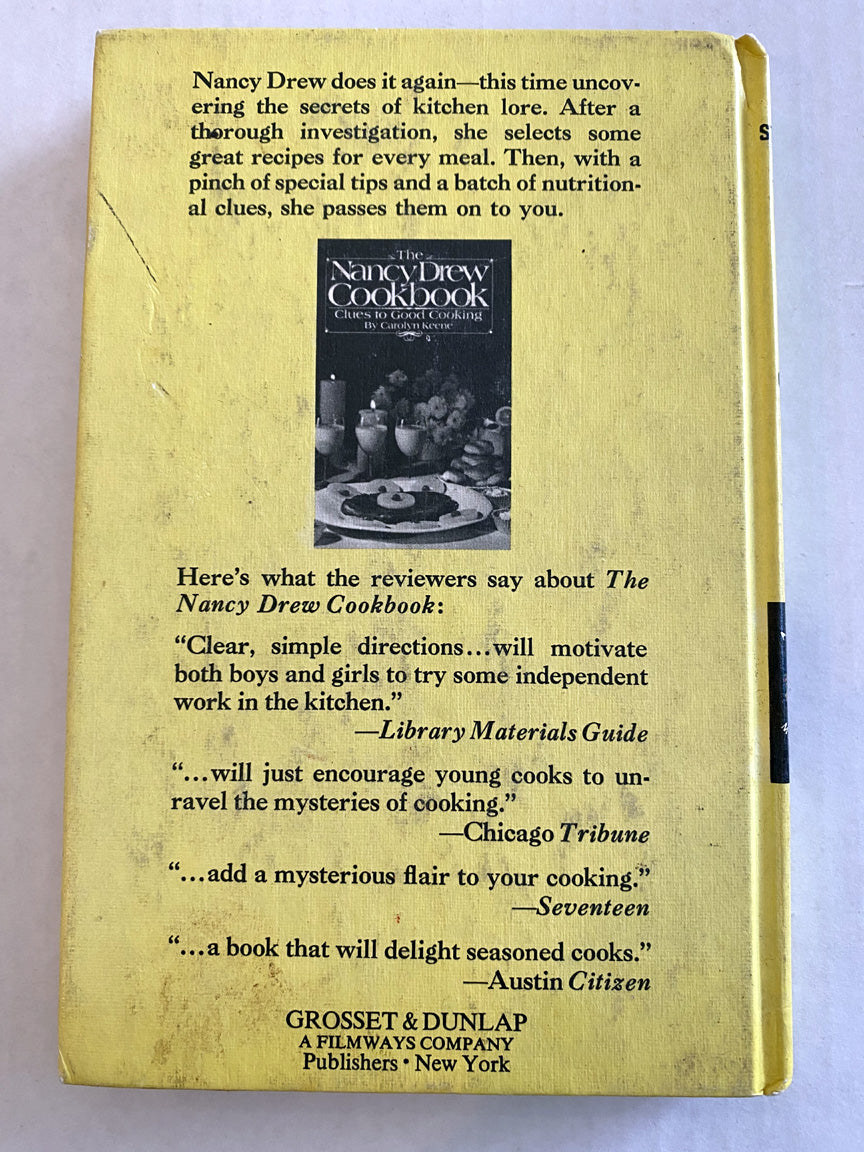 Nancy Drew does it again—this time uncov-
ering the secrets of kitchen lore. After a
thorough investigation, she selects some
great recipes for every meal. Then, with a
pinch of special tips and a batch of nutrition-
al clues, she passes them on to you.
The
Nancy Drew
Cookbook
Clues to Good Cooking
By Carolyn Keene
Here's what the reviewers say about The
Nancy Drew Cookbook:
“Clear, simple directions...will motivate
both boys and girls to try some independent
work in the kitchen.”
—Library Materials Guide
“...will just encourage young cooks to un-
ravel the mysteries of cooking.”
—Chicago Tribune
“...add a mysterious flair to your cooking.”
—Seventeen
“...a book that will delight seasoned cooks.”
—Austin Citizen
GROSSET & DUNLAP
A FILMWAYS COMPANY
Publishers • New York